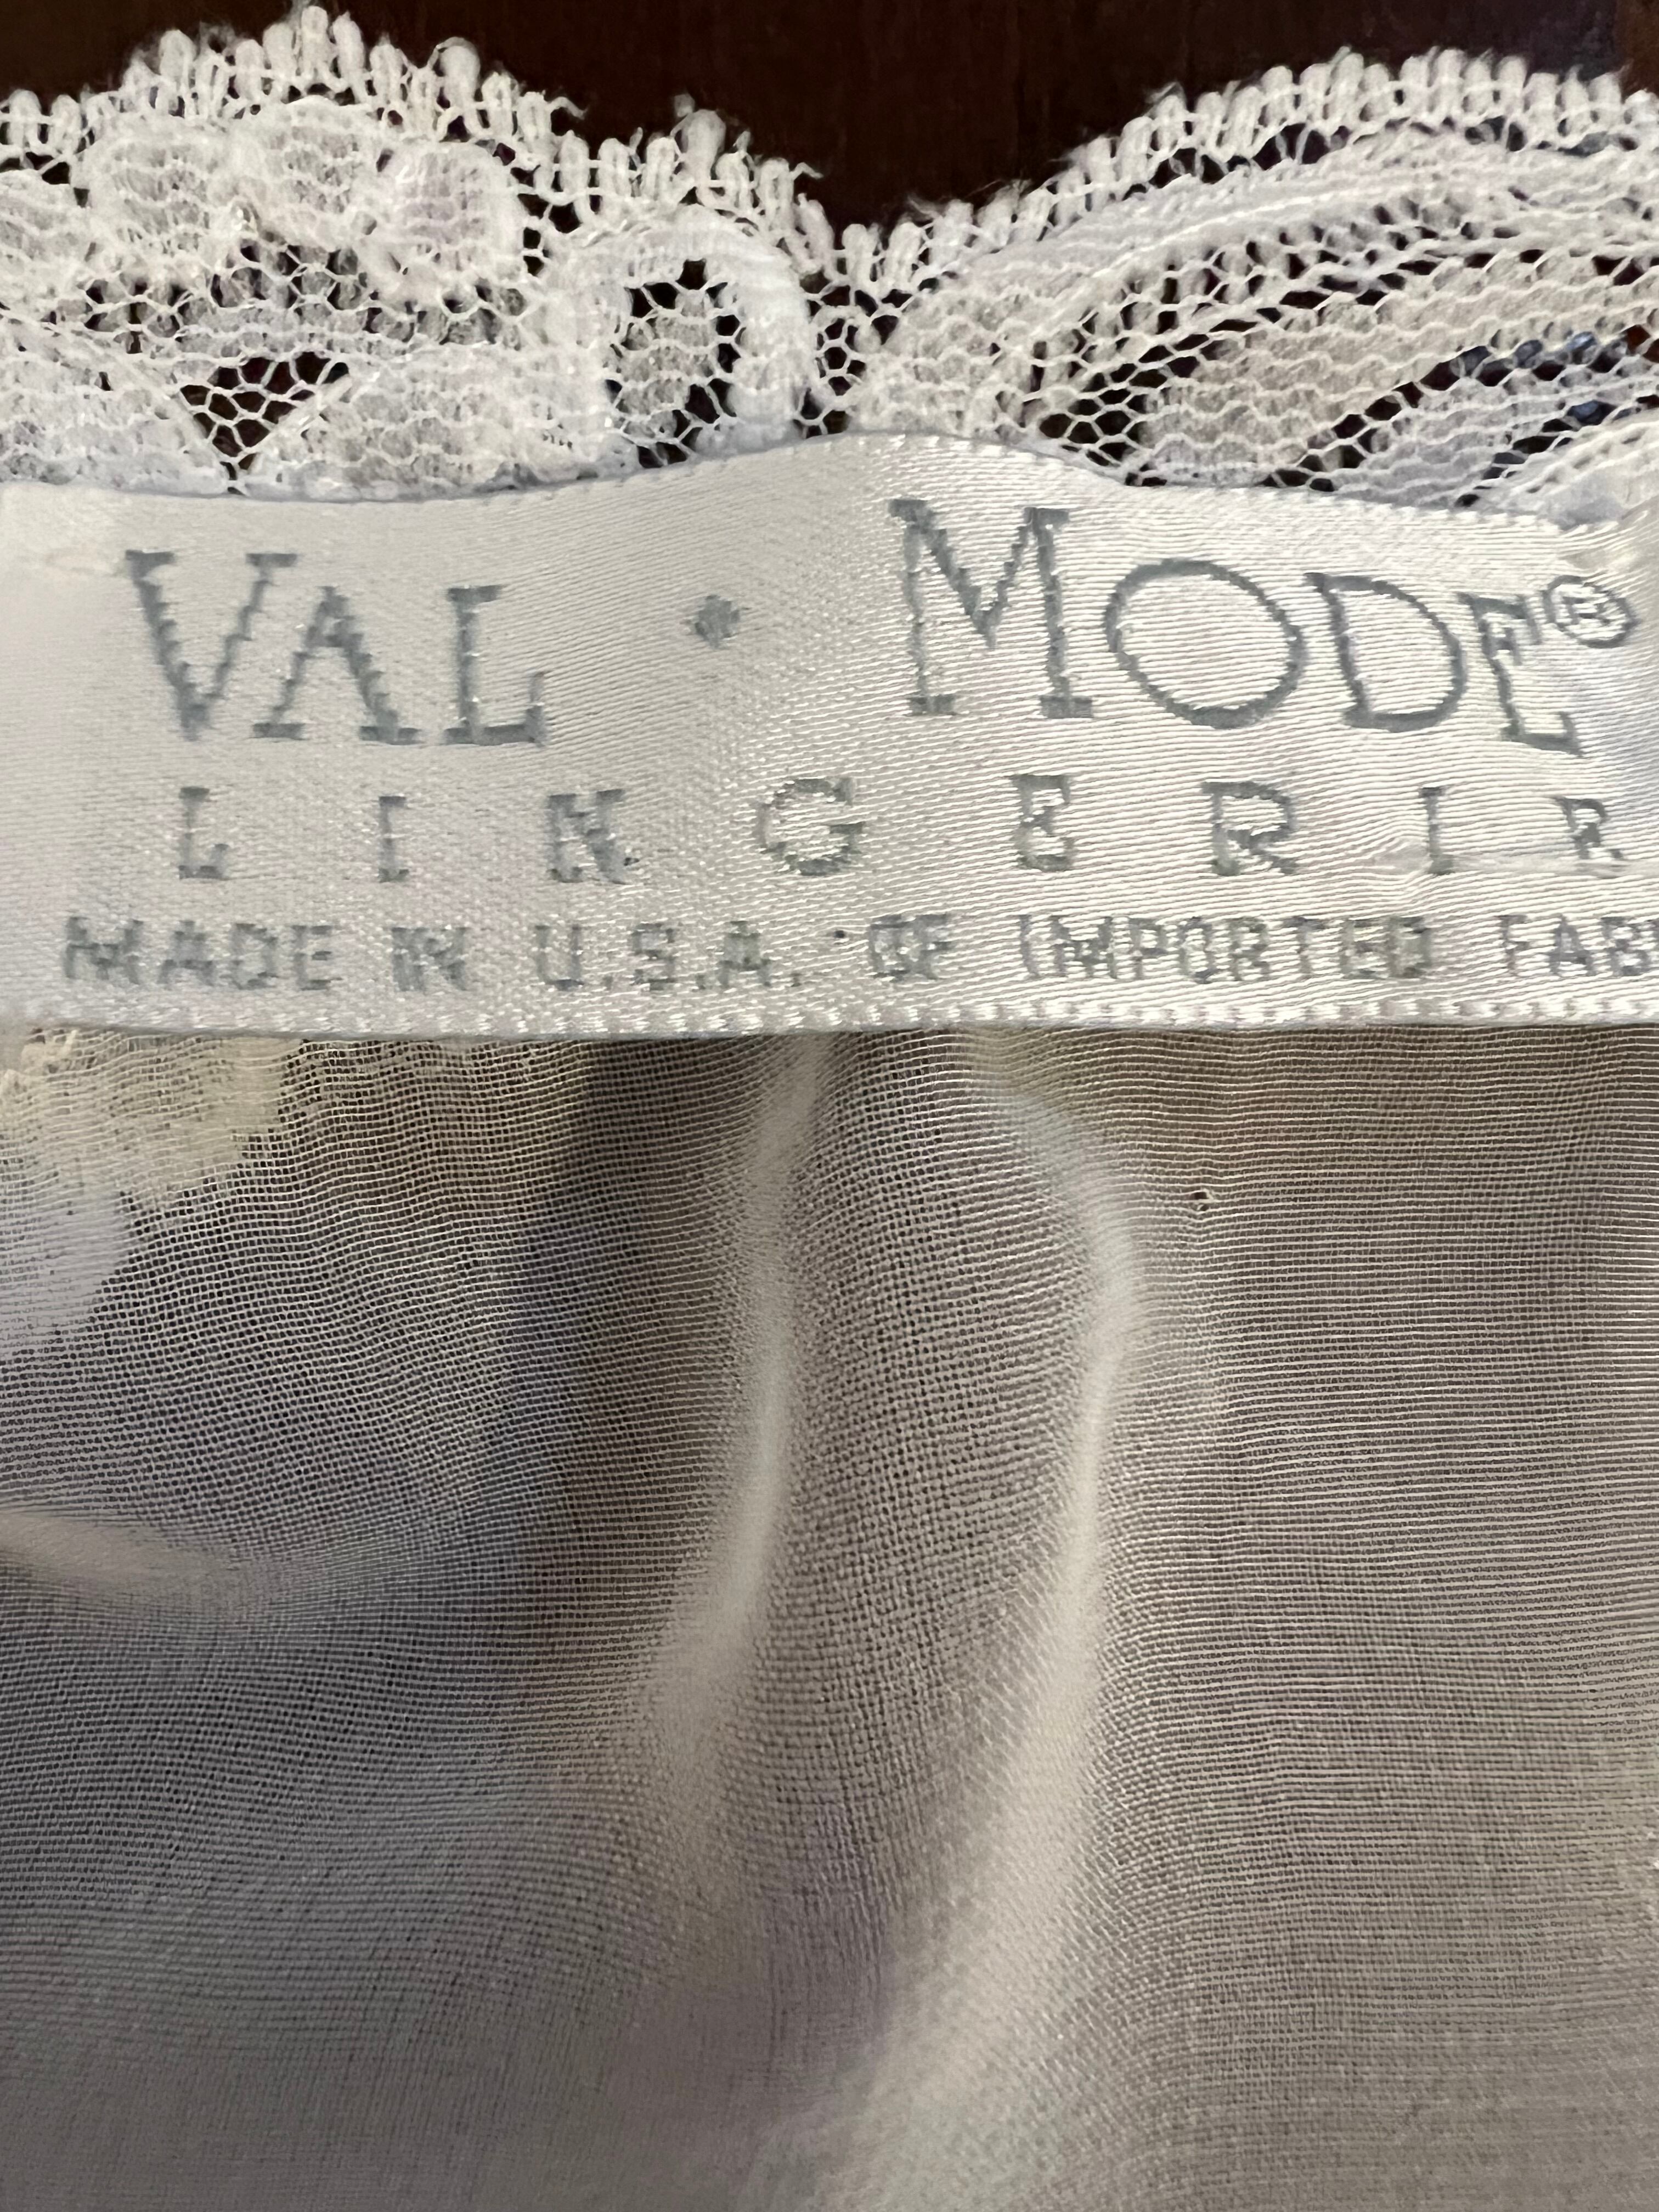 VAL · MODE®
LINGERIE
MADE IN U.S.A. OF IMPORTED